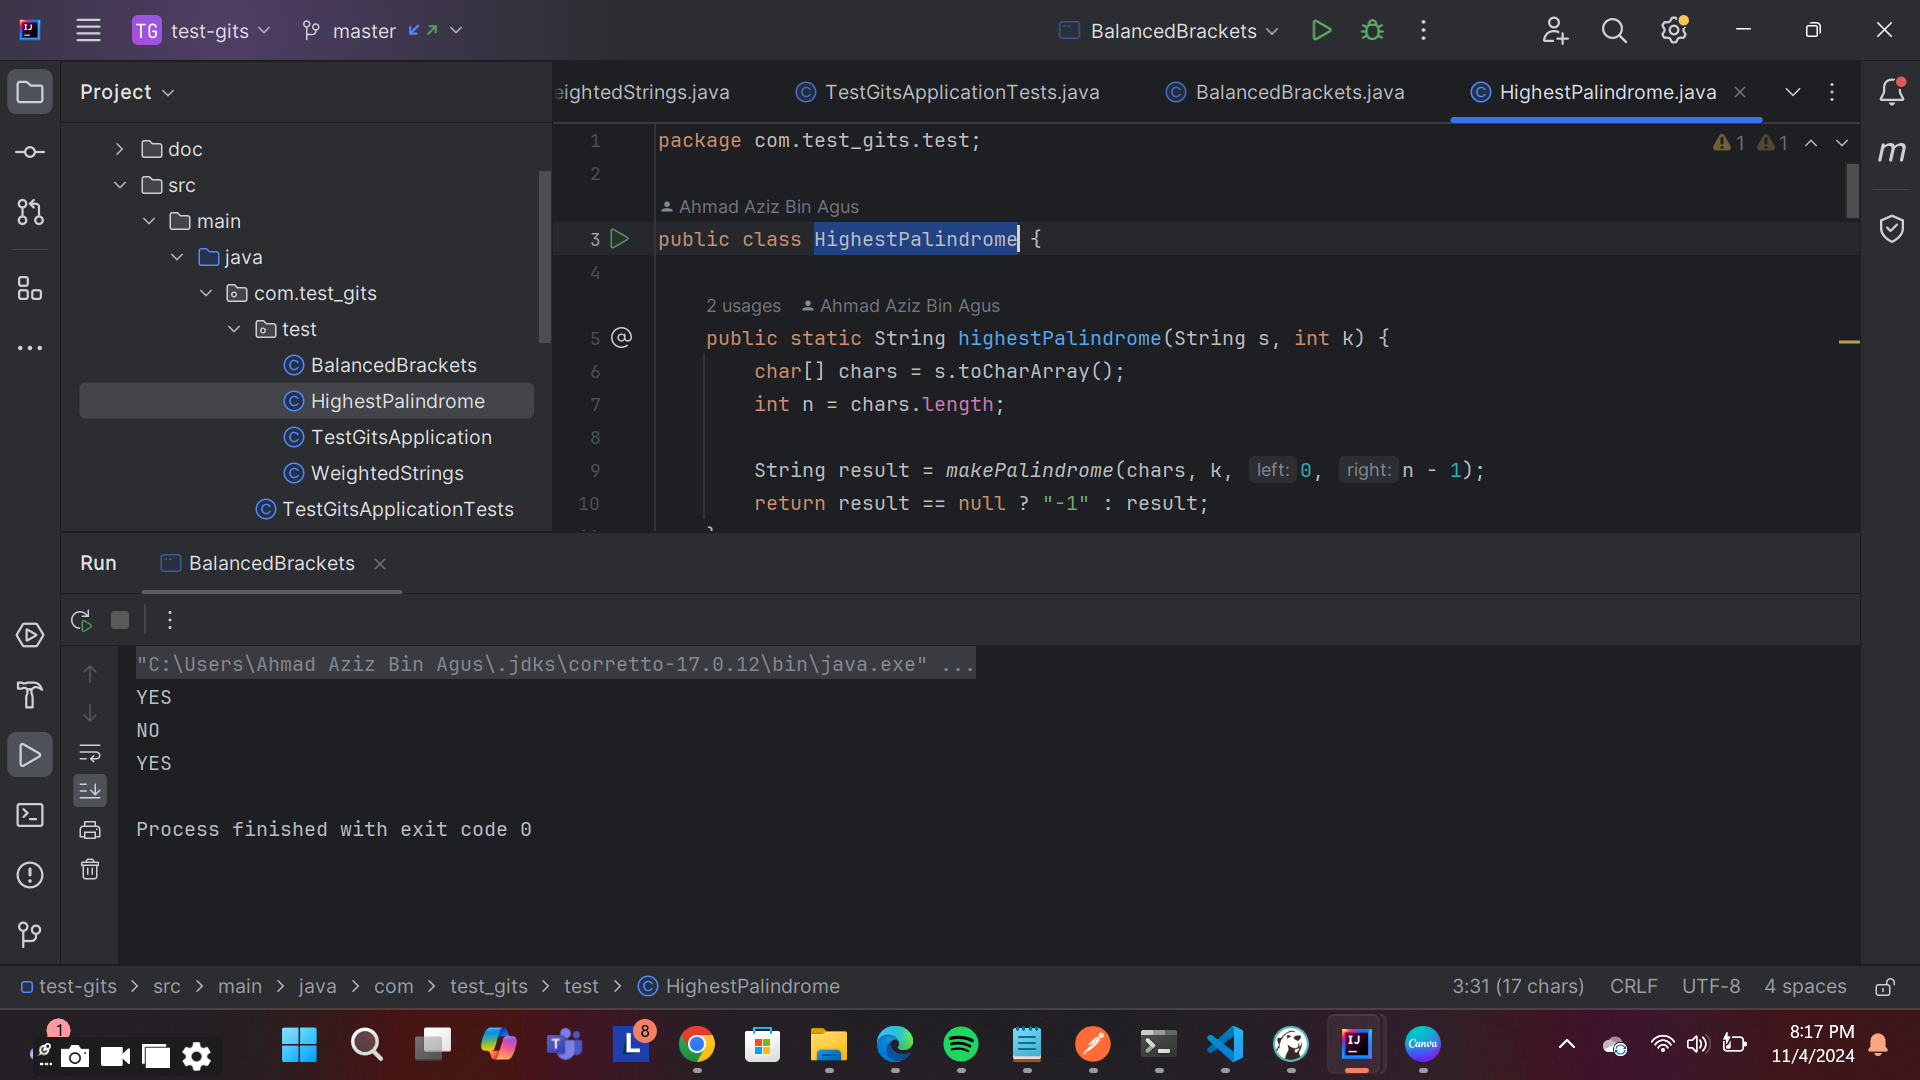 TG test-gits master BalancedBrackets
Project
eightedStrings.java TestGitsApplicationTests.java BalancedBrackets.java HighestPalindrome.java
doc
src
main
java
com.test_gits
test
BalancedBrackets
HighestPalindrome
TestGitsApplication
WeightedStrings
TestGitsApplicationTests
1 package com.test_gits.test;
1 1
2
Ahmad Aziz Bin Agus
3 public class HighestPalindrome {
4
2 usages Ahmad Aziz Bin Agus
5 public static String highestPalindrome(String s, int k) {
6 char[] chars = s.toCharArray();
7 int n = chars.length;
8
9 String result = makePalindrome(chars, k, left: 0, right: n - 1);
10 return result == null ? "-1" : result;
Run BalancedBrackets
"C:\Users\Ahmad Aziz Bin Agus\.jdks\corretto-17.0.12\bin\java.exe" ...
YES
NO
YES
Process finished with exit code 0
test-gits > src > main > java > com > test_gits > test > HighestPalindrome 3:31 (17 chars) CRLF UTF-8 4 spaces
1
8
L
T
IJ
Canva
8:17 PM
11/4/2024